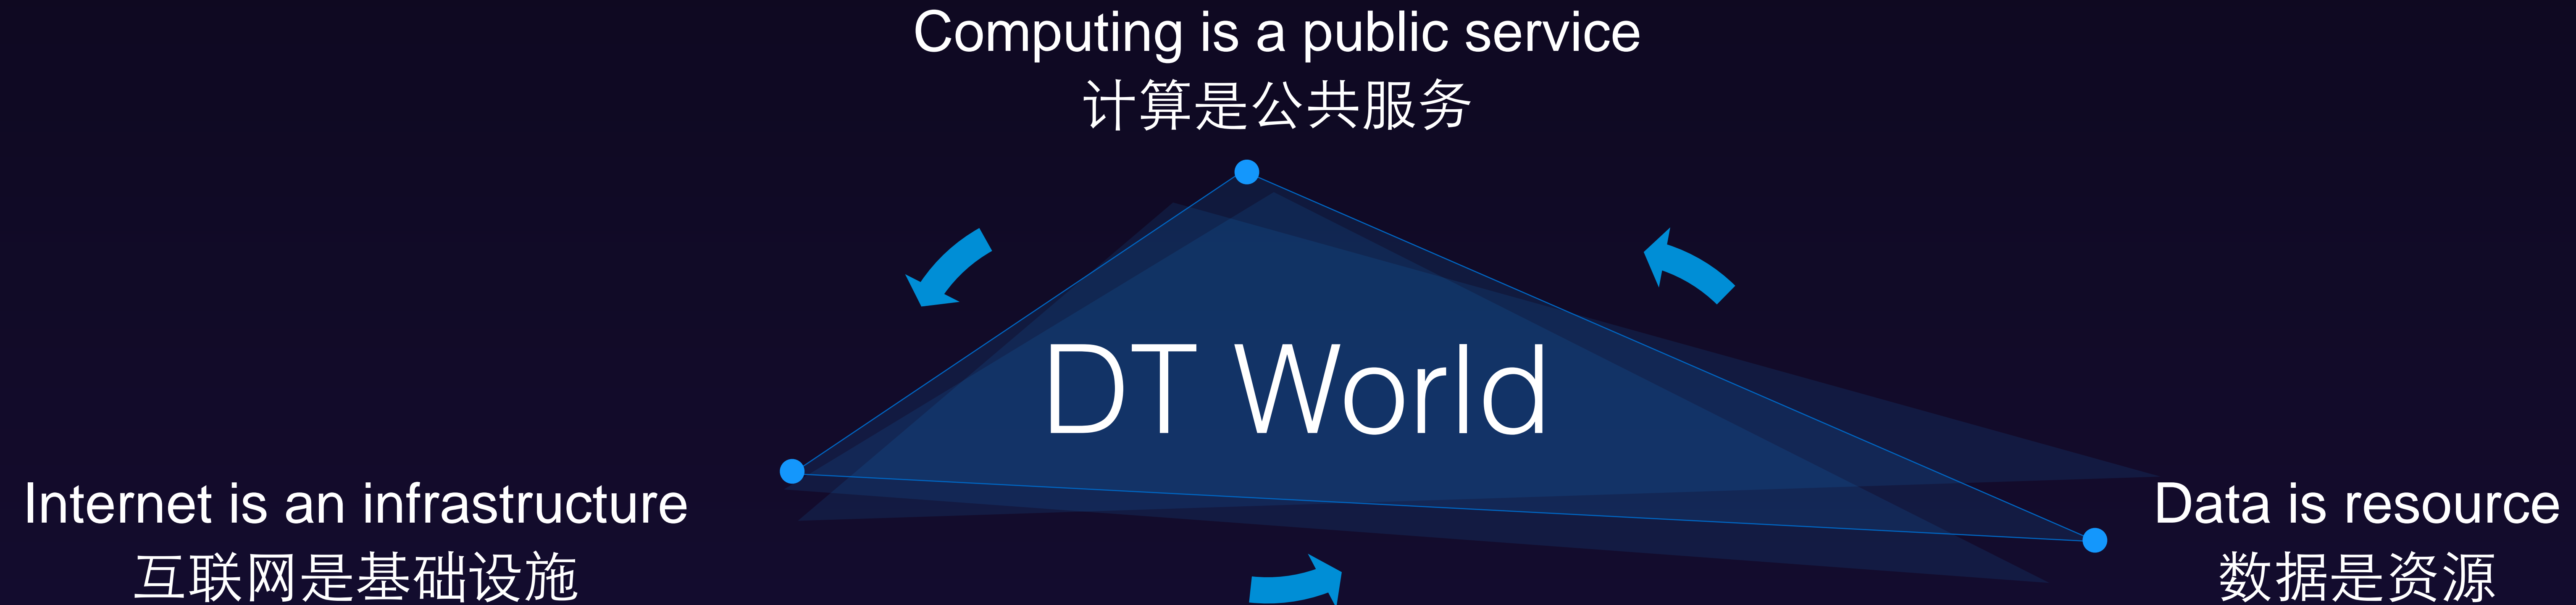 Computing is a public service
计算是公共服务
DT World
Internet is an infrastructure
互联网是基础设施
Data is resource
数据是资源